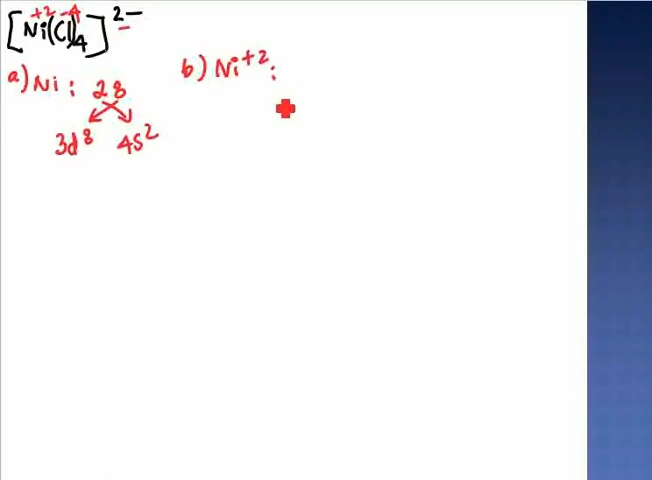 +2 -4
[Ni(Cl)₄]²⁻
a) Ni : 28
3d⁸ 4s²
b) Ni⁺² :